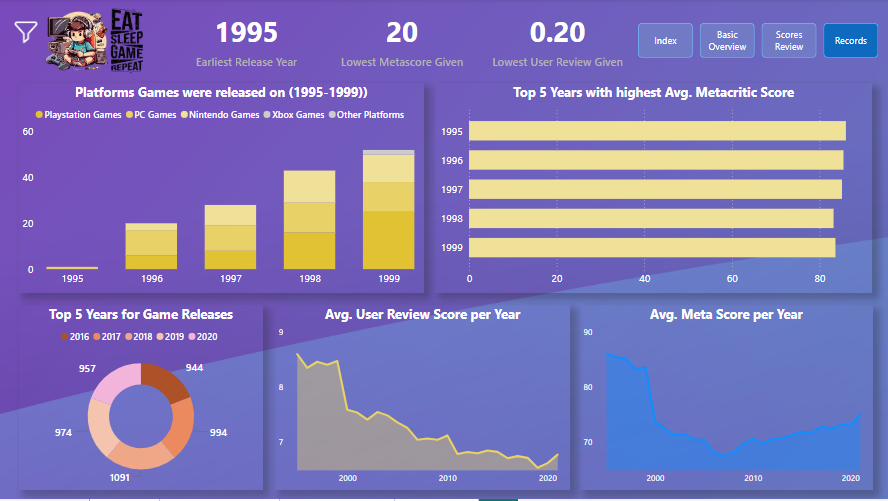 EAT
SLEEP
GAME
REPEAT
1995
Earliest Release Year
20
Lowest Metascore Given
0.20
Lowest User Review Given
Index
Basic
Overview
Scores
Review
Records
Platforms Games were released on (1995-1999))
Playstation Games PC Games Nintendo Games Xbox Games Other Platforms
60
40
20
0
1995 1996 1997 1998 1999
Top 5 Years with highest Avg. Metacritic Score
1995
1996
1997
1998
1999
0 20 40 60 80
Top 5 Years for Game Releases
2016 2017 2018 2019 2020
957 944
974 994
1091
Avg. User Review Score per Year
9
8
7
2000 2010 2020
Avg. Meta Score per Year
90
80
70
2000 2010 2020